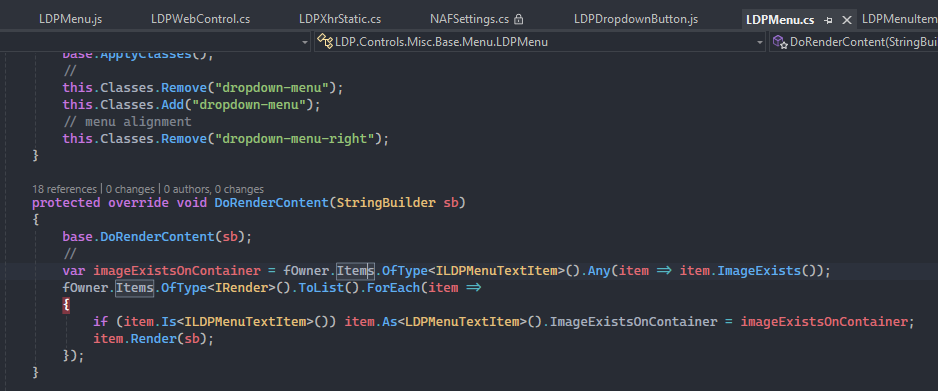 LDPMenu.js LDPWebControl.cs LDPXhrStatic.cs NAFSettings.cs LDPDropdownButton.js LDPMenu.cs LDPMenuItem
LDP.Controls.Misc.Base.Menu.LDPMenu DoRenderContent(StringBui
base.ApplyClasses();
//
this.Classes.Remove("dropdown-menu");
this.Classes.Add("dropdown-menu");
// menu alignment
this.Classes.Remove("dropdown-menu-right");
}
18 references | 0 changes | 0 authors, 0 changes
protected override void DoRenderContent(StringBuilder sb)
{
base.DoRenderContent(sb);
//
var imageExistsOnContainer = fOwner.Items.OfType<ILDPMenuTextItem>().Any(item => item.ImageExists());
fOwner.Items.OfType<IRender>().ToList().ForEach(item =>
{
if (item.Is<ILDPMenuTextItem>()) item.As<LDPMenuTextItem>().ImageExistsOnContainer = imageExistsOnContainer;
item.Render(sb);
});
}